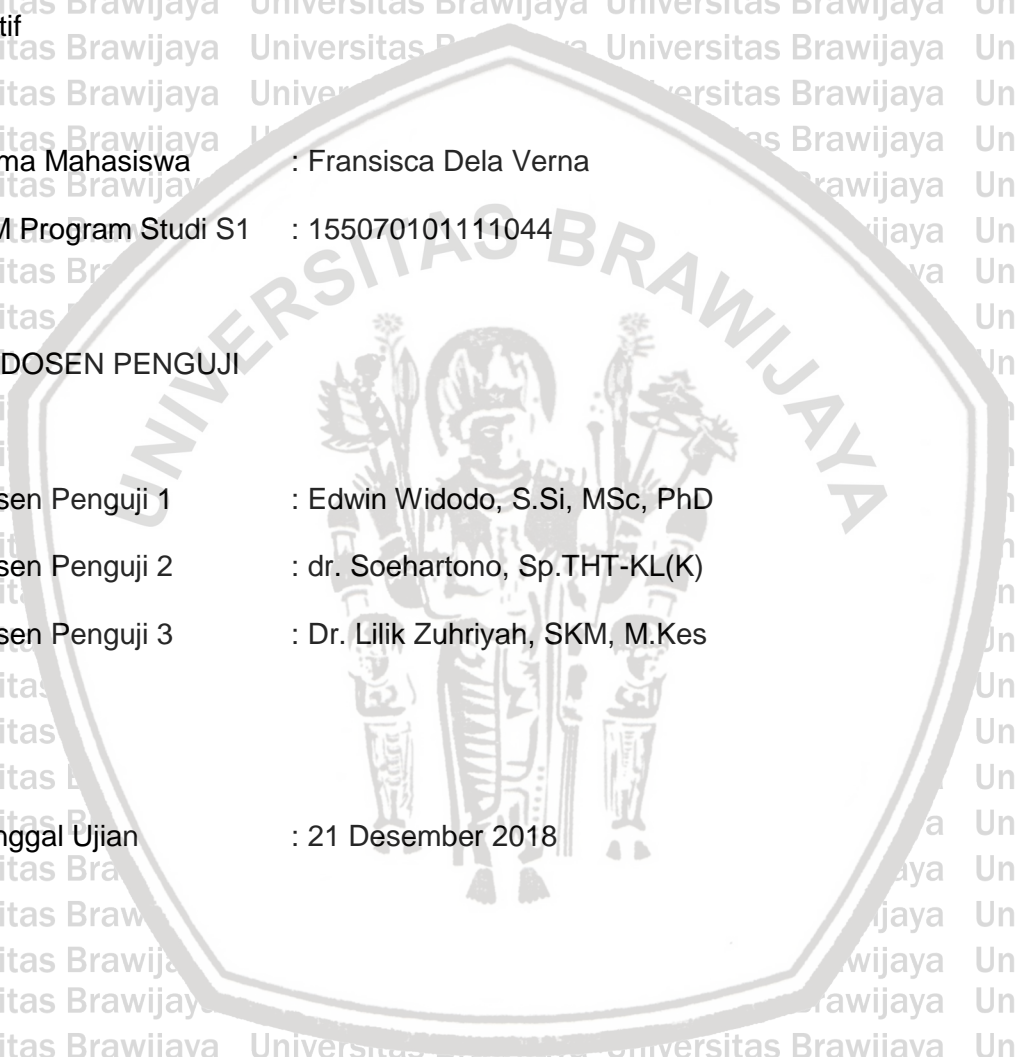 tif
ma Mahasiswa : Fransisca Dela Verna
M Program Studi S1 : 155070101111044
DOSEN PENGUJI
sen Penguji 1 : Edwin Widodo, S.Si, MSc, PhD
sen Penguji 2 : dr. Soehartono, Sp.THT-KL(K)
sen Penguji 3 : Dr. Lilik Zuhriyah, SKM, M.Kes
nggal Ujian : 21 Desember 2018
UNIVERSITAS BRAWIJAYA